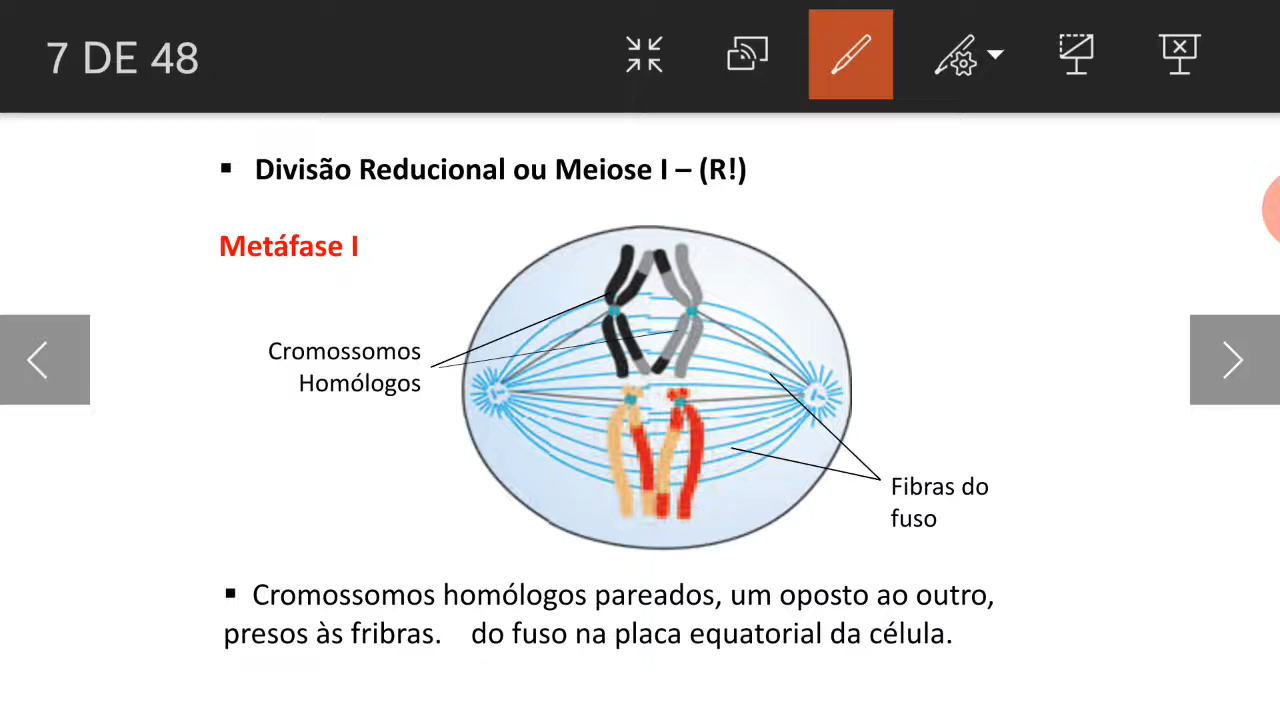 7 DE 48
▪ Divisão Reducional ou Meiose I – (R!)
Metáfase I
Cromossomos
Homólogos
Fibras do
fuso
▪ Cromossomos homólogos pareados, um oposto ao outro,
presos às fribras. do fuso na placa equatorial da célula.